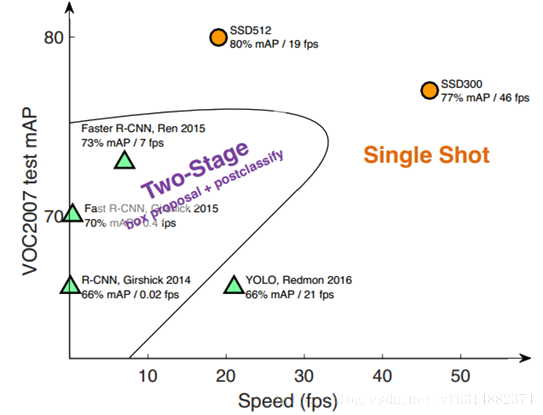 80
SSD512
80% mAP / 19 fps
SSD300
77% mAP / 46 fps
Faster R-CNN, Ren 2015
73% mAP / 7 fps
Two-Stage
box proposal + postclassify
Single Shot
VOC2007 test mAP
70
Fast R-CNN, Girshick 2015
70% mAP / 0.4 fps
R-CNN, Girshick 2014
66% mAP / 0.02 fps
YOLO, Redmon 2016
66% mAP / 21 fps
10
20
30
40
50
Speed (fps)